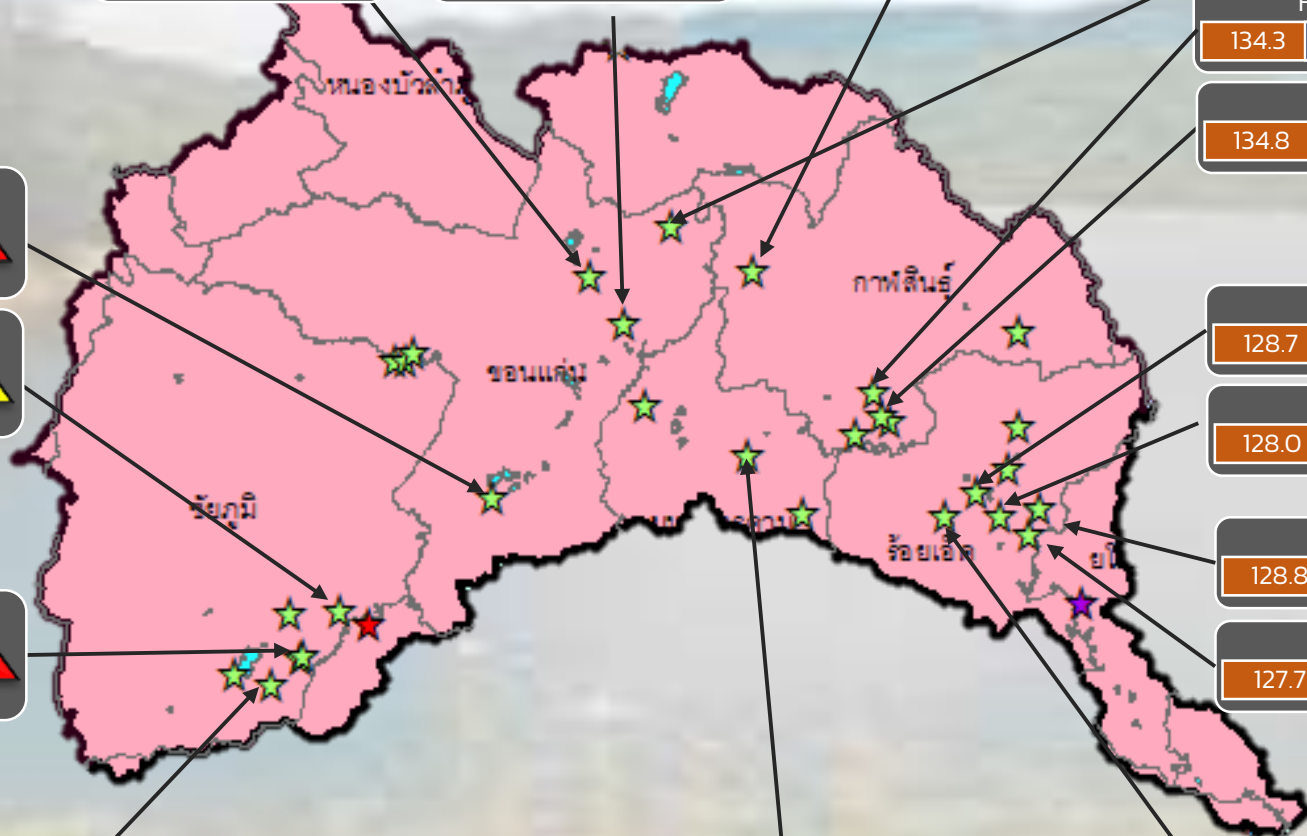 134.3
หนองบัวลำภู
134.8
กาฬสินธุ์
128.7
ขอนแก่น
128.0
ชัยภูมิ
ร้อยเอ็ด
128.8
127.7